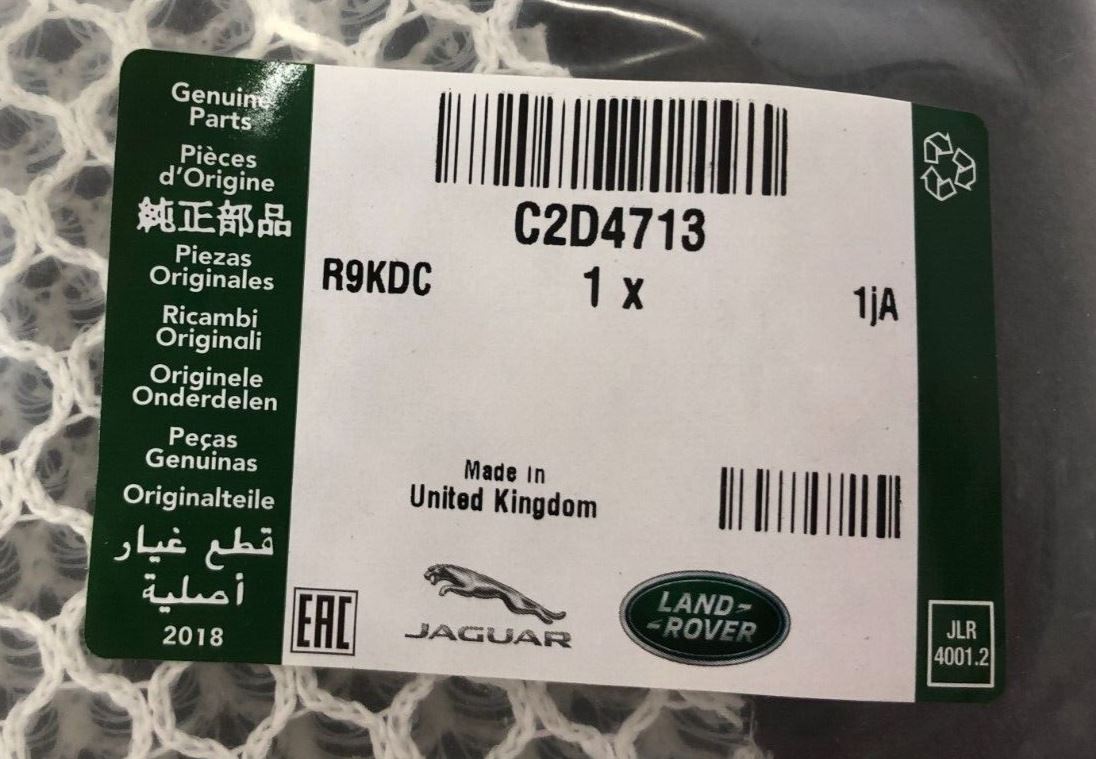 Genuine
Parts
Pièces
d'Origine
純正部品
Piezas
Originales
Ricambi
Originali
Originele
Onderdelen
Peças
Genuinas
Originalteile
قطع غيار
أصلية
2018
C2D4713
R9KDC 1 x 1jA
Made in
United Kingdom
EAC
JAGUAR
LAND-
-ROVER
JLR
4001.2